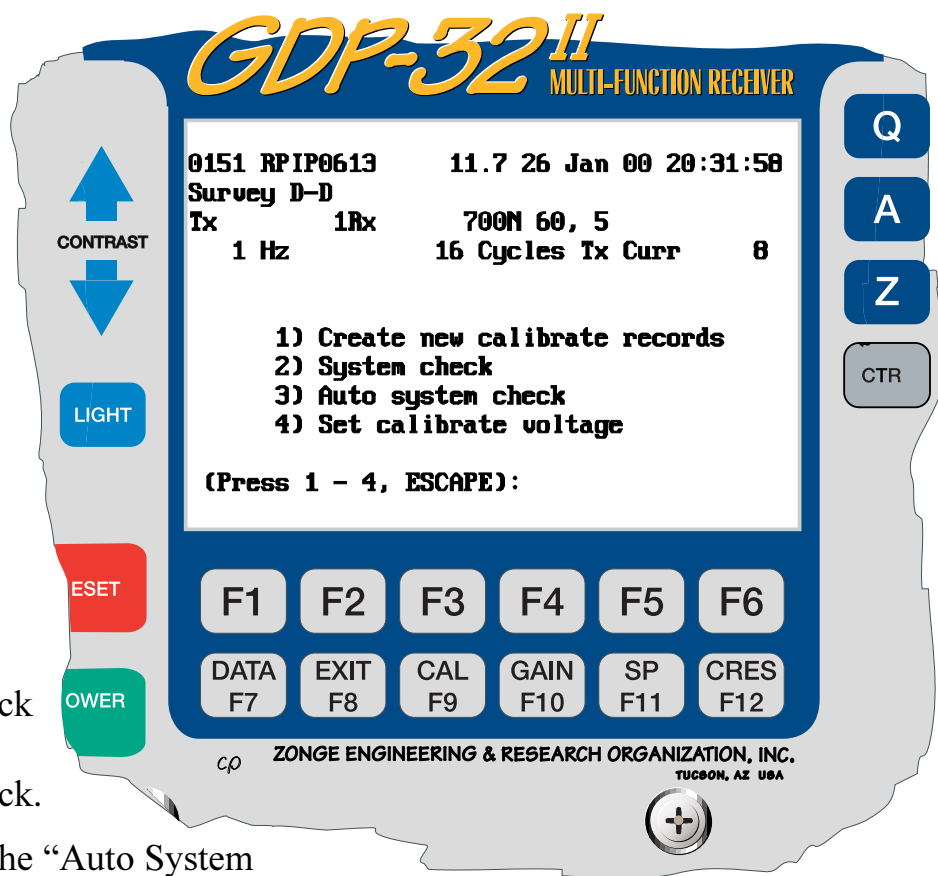 GDP-32 II
MULTI-FUNCTION RECEIVER
0151 RPIP0613 11.7 26 Jan 00 20:31:58
Survey D-D
Tx 1Rx 700N 60, 5
1 Hz 16 Cycles Tx Curr 8
1) Create new calibrate records
2) System check
3) Auto system check
4) Set calibrate voltage
(Press 1 - 4, ESCAPE):
CONTRAST
LIGHT
ESET
OWER
Q
A
Z
CTR
F1 F2 F3 F4 F5 F6
DATA EXIT CAL GAIN SP CRES
F7 F8 F9 F10 F11 F12
cp ZONGE ENGINEERING & RESEARCH ORGANIZATION, INC.
TUCSON, AZ USA
ck
ck.
he “Auto System